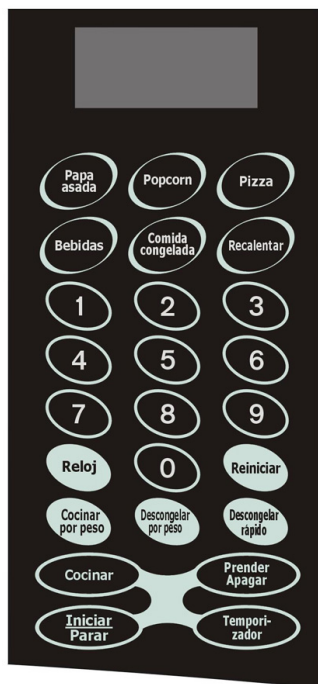 Papa
asada
Popcorn
Pizza
Bebidas
Comida
congelada
Recalentar
1 2 3
4 5 6
7 8 9
Reloj
0
Reiniciar
Cocinar
por peso
Descongelar
por peso
Descongelar
rápido
Cocinar
Prender
Apagar
Iniciar
Parar
Tempori-
zador